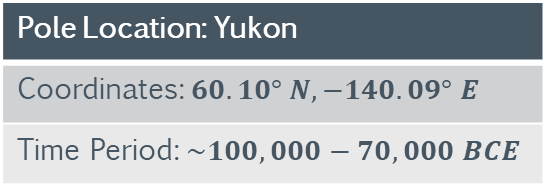 Pole Location: Yukon
Coordinates: 60.10° N, −140.09° E
Time Period: ~100,000 − 70,000 BCE